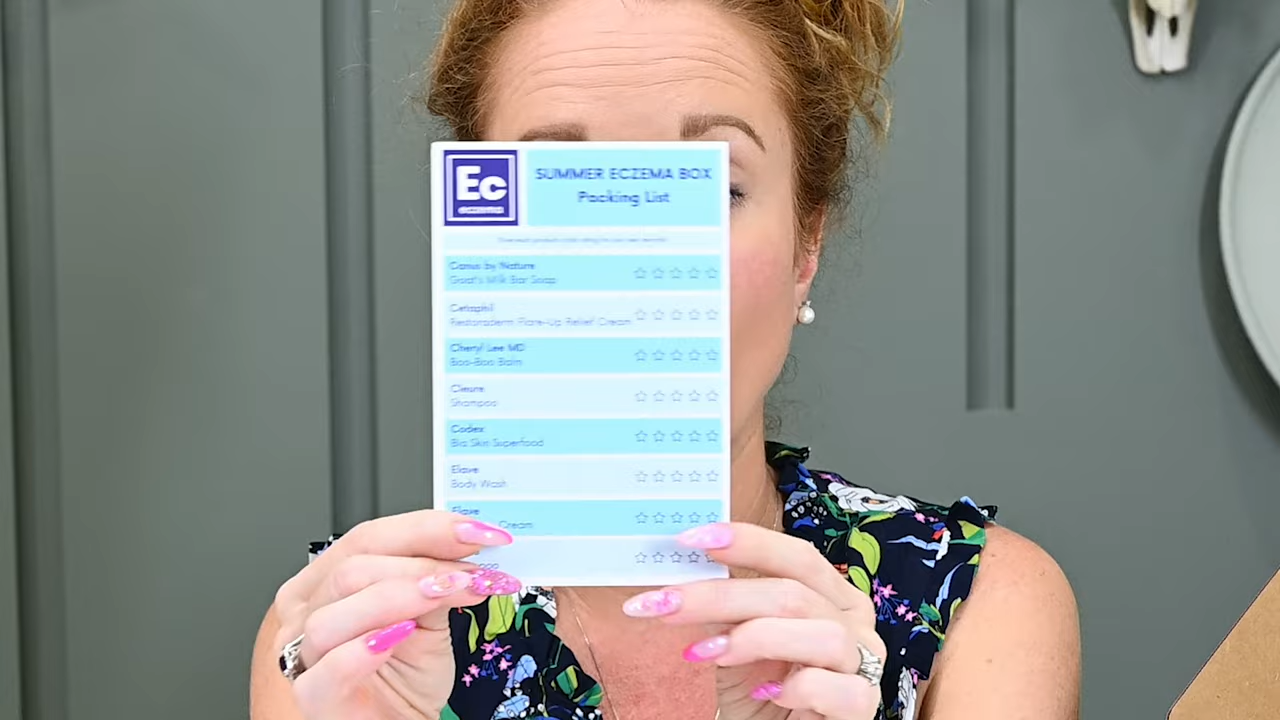 Ec
eczema
SUMMER ECZEMA BOX
Packing List
Canus by Nature
Goat's Milk Bar Soap
Cetaphil
Restoraderm Flare-Up Relief Cream
Cheryl Lee MD
Boo-Boo Balm
Cleure
Shampoo
Codex
Bia Skin Superfood
Elave
Body Wash
Elave
Cream